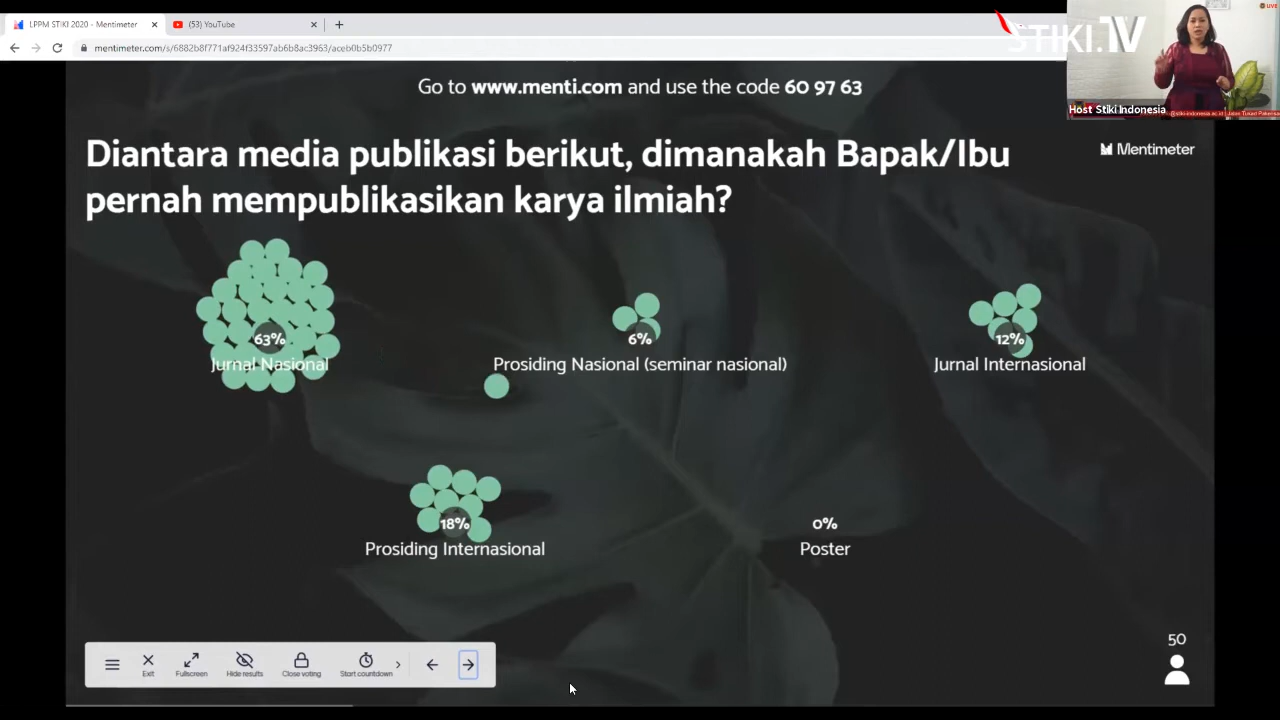 LPPM STIKI 2020 - Mentimeter
(53) YouTube
mentimeter.com/s/6882b8f771af924f33597ab6b8ac3963/aceb0b5b0977
STIKI.TV
LIVE
Host Stiki Indonesia
Go to www.menti.com and use the code 60 97 63
Mentimeter
Diantara media publikasi berikut, dimanakah Bapak/Ibu
pernah mempublikasikan karya ilmiah?
63%
Jurnal Nasional
6%
Prosiding Nasional (seminar nasional)
12%
Jurnal Internasional
18%
Prosiding Internasional
0%
Poster
50
Exit
Fullscreen
Hide results
Close voting
Start countdown